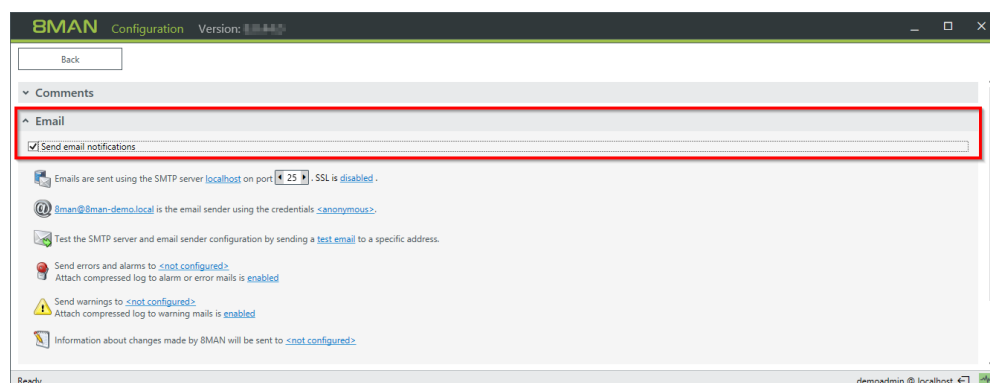 8MAN Configuration Version:
Back
Comments
Email
Send email notifications
Emails are sent using the SMTP server localhost on port 25 . SSL is disabled .
8man@8man-demo.local is the email sender using the credentials <anonymous>.
Test the SMTP server and email sender configuration by sending a test email to a specific address.
Send errors and alarms to <not configured>
Attach compressed log to alarm or error mails is enabled
Send warnings to <not configured>
Attach compressed log to warning mails is enabled
Information about changes made by 8MAN will be sent to <not configured>
Ready demoadmin @ localhost